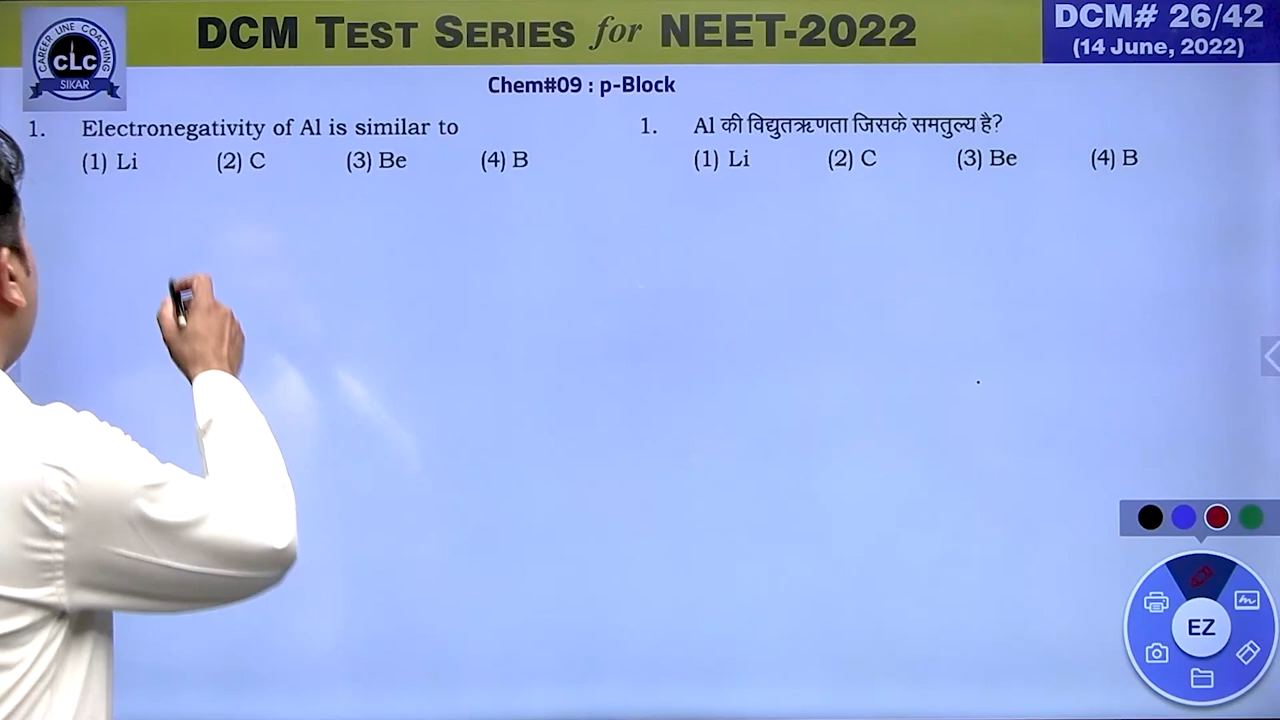 DCM TEST SERIES for NEET-2022
DCM# 26/42
(14 June, 2022)
CAREER LINE COACHING
CLC
SIKAR
Chem#09 : p-Block
1. Electronegativity of Al is similar to
(1) Li (2) C (3) Be (4) B
1. Al की विद्युतऋणता जिसके समतुल्य है?
(1) Li (2) C (3) Be (4) B
EZ